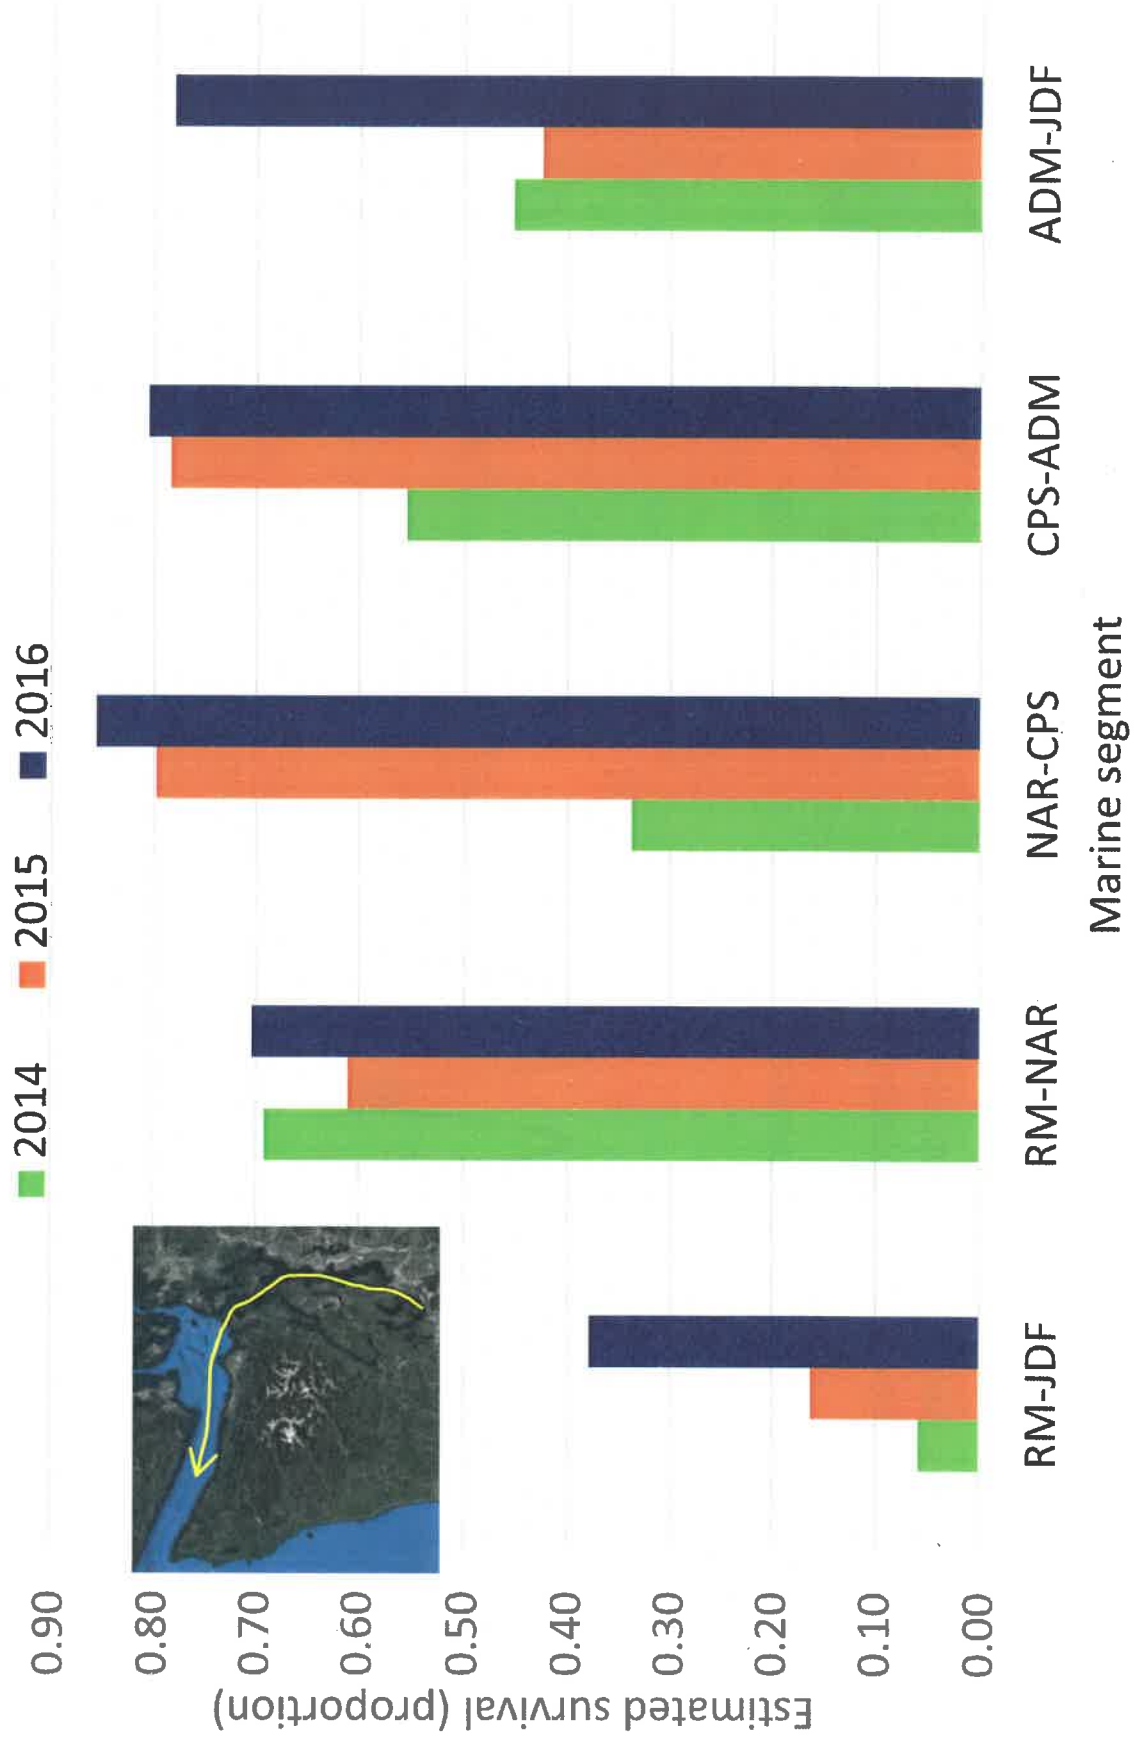 2014 2015 2016
0.90
0.80
0.70
0.60
0.50
0.40
0.30
0.20
0.10
0.00
Estimated survival (proportion)
RM-JDF RM-NAR NAR-CPS CPS-ADM ADM-JDF
Marine segment